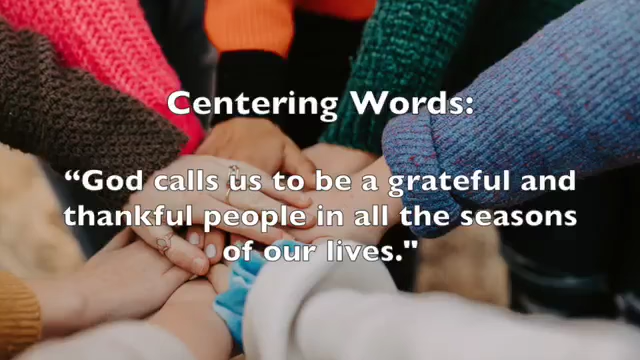 Centering Words:
“God calls us to be a grateful and
thankful people in all the seasons
of our lives."